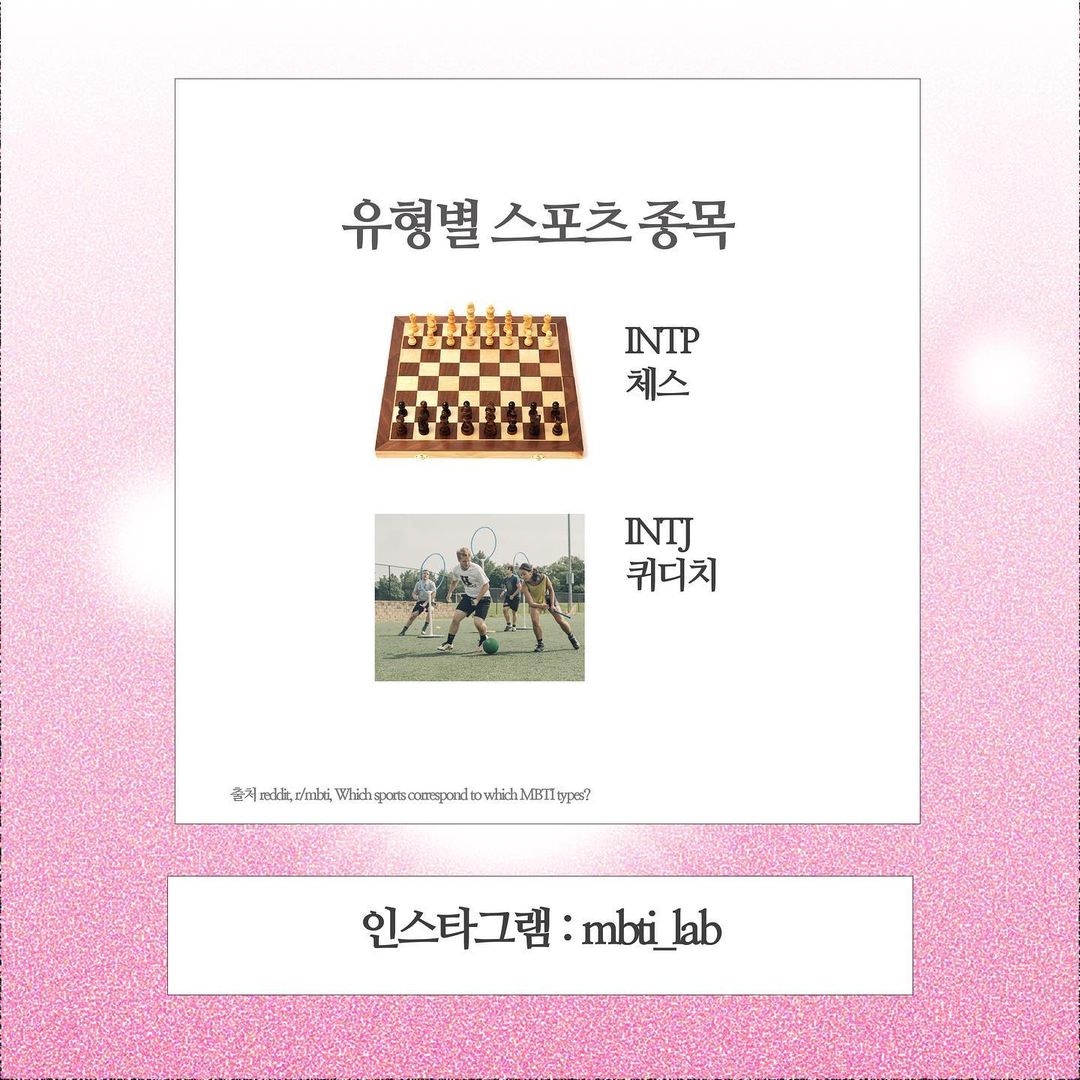 유형별 스포츠 종목
INTP
체스
INTJ
퀴디치
출처 reddit, r/mbti, Which sports correspond to which MBTI types?
인스타그램 : mbti_lab